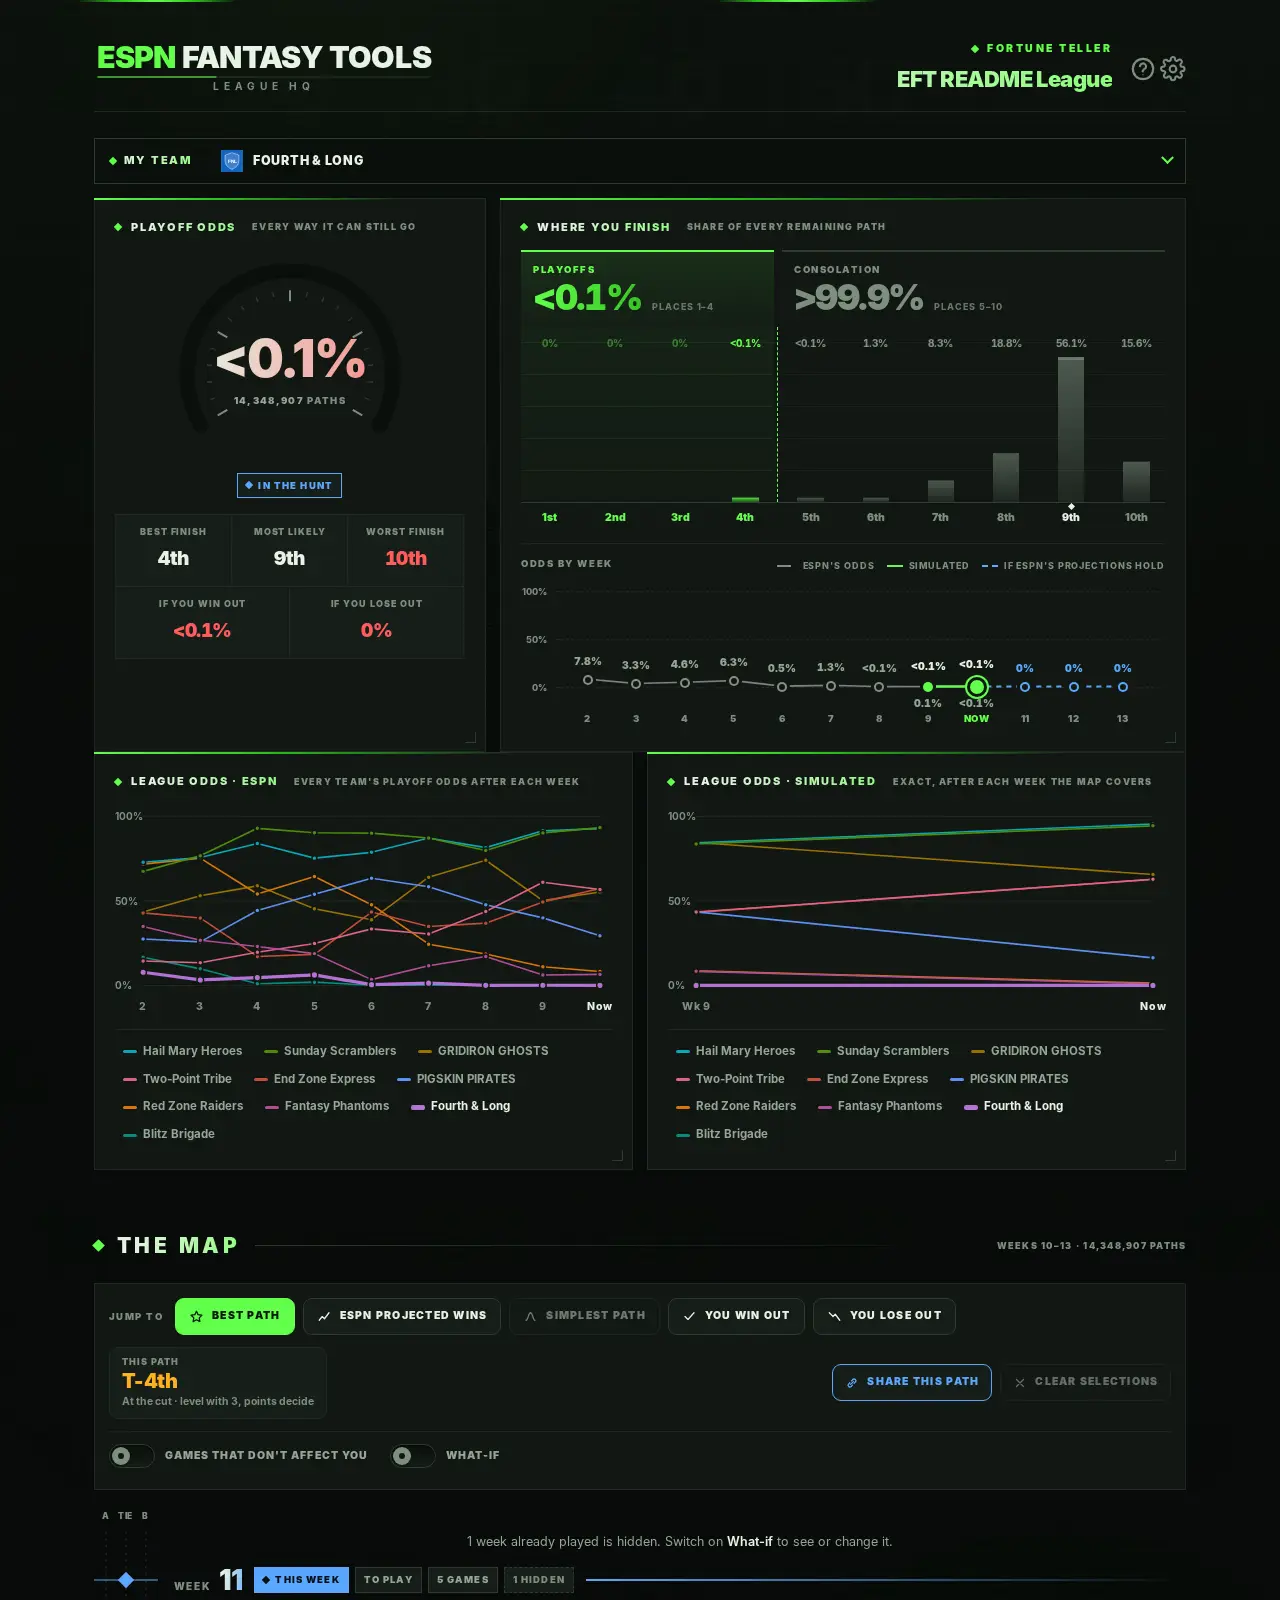 ESPN FANTASY TOOLS
LEAGUE HQ
FORTUNE TELLER
EFT README League
MY TEAM FOURTH & LONG
PLAYOFF ODDS EVERY WAY IT CAN STILL GO
<0.1%
14,348,907 PATHS
IN THE HUNT
BEST FINISH MOST LIKELY WORST FINISH
4th 9th 10th
IF YOU WIN OUT IF YOU LOSE OUT
<0.1% 0%
WHERE YOU FINISH SHARE OF EVERY REMAINING PATH
PLAYOFFS
<0.1% PLACES 1–4
CONSOLATION
>99.9% PLACES 5–10
0% 0% 0% <0.1% <0.1% 1.3% 8.3% 18.8% 56.1% 15.6%
1st 2nd 3rd 4th 5th 6th 7th 8th 9th 10th
ODDS BY WEEK ESPN'S ODDS SIMULATED IF ESPN'S PROJECTIONS HOLD
100%
50%
0%
7.8% 3.3% 4.6% 6.3% 0.5% 1.3% <0.1% <0.1% <0.1% 0% 0% 0%
0.1% <0.1%
2 3 4 5 6 7 8 9 NOW 11 12 13
LEAGUE ODDS · ESPN EVERY TEAM'S PLAYOFF ODDS AFTER EACH WEEK
100%
50%
0%
2 3 4 5 6 7 8 9 Now
Hail Mary Heroes Sunday Scramblers GRIDIRON GHOSTS
Two-Point Tribe End Zone Express PIGSKIN PIRATES
Red Zone Raiders Fantasy Phantoms Fourth & Long
Blitz Brigade
LEAGUE ODDS · SIMULATED EXACT, AFTER EACH WEEK THE MAP COVERS
100%
50%
0%
Wk 9 Now
Hail Mary Heroes Sunday Scramblers GRIDIRON GHOSTS
Two-Point Tribe End Zone Express PIGSKIN PIRATES
Red Zone Raiders Fantasy Phantoms Fourth & Long
Blitz Brigade
THE MAP WEEKS 10–13 · 14,348,907 PATHS
JUMP TO BEST PATH ESPN PROJECTED WINS SIMPLEST PATH YOU WIN OUT YOU LOSE OUT
THIS PATH
T-4th
At the cut · level with 3, points decide
SHARE THIS PATH CLEAR SELECTIONS
GAMES THAT DON'T AFFECT YOU WHAT-IF
A TIE B
1 week already played is hidden. Switch on What-if to see or change it.
WEEK 11 THIS WEEK TO PLAY 5 GAMES 1 HIDDEN